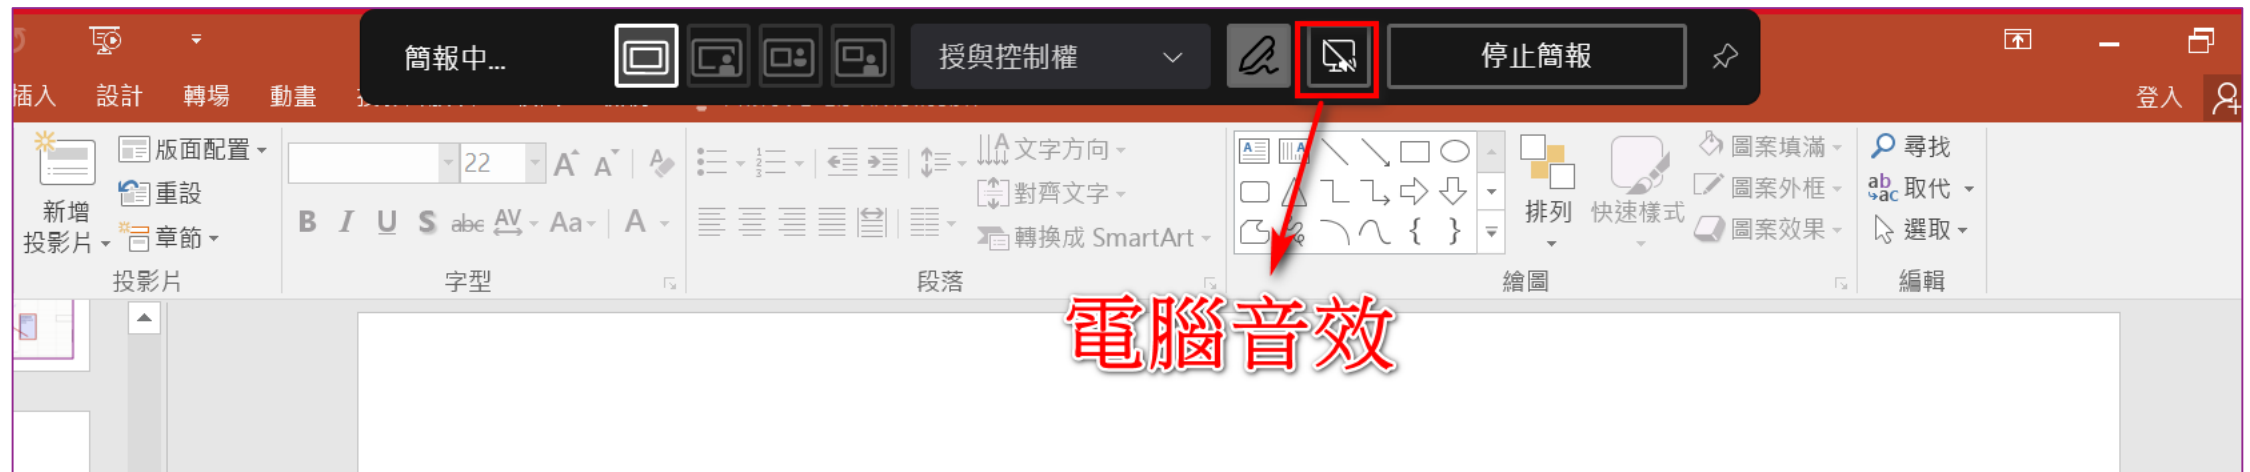 簡報中...
授與控制權
停止簡報
插入 設計 轉場 動畫
登入
新增
投影片
版面配置
重設
章節
投影片
22
A A A
B I U S abc AV Aa A
字型
文字方向
對齊文字
轉換成 SmartArt
段落
排列
快速樣式
圖案填滿
圖案外框
圖案效果
繪圖
尋找
取代
選取
編輯
電腦音效